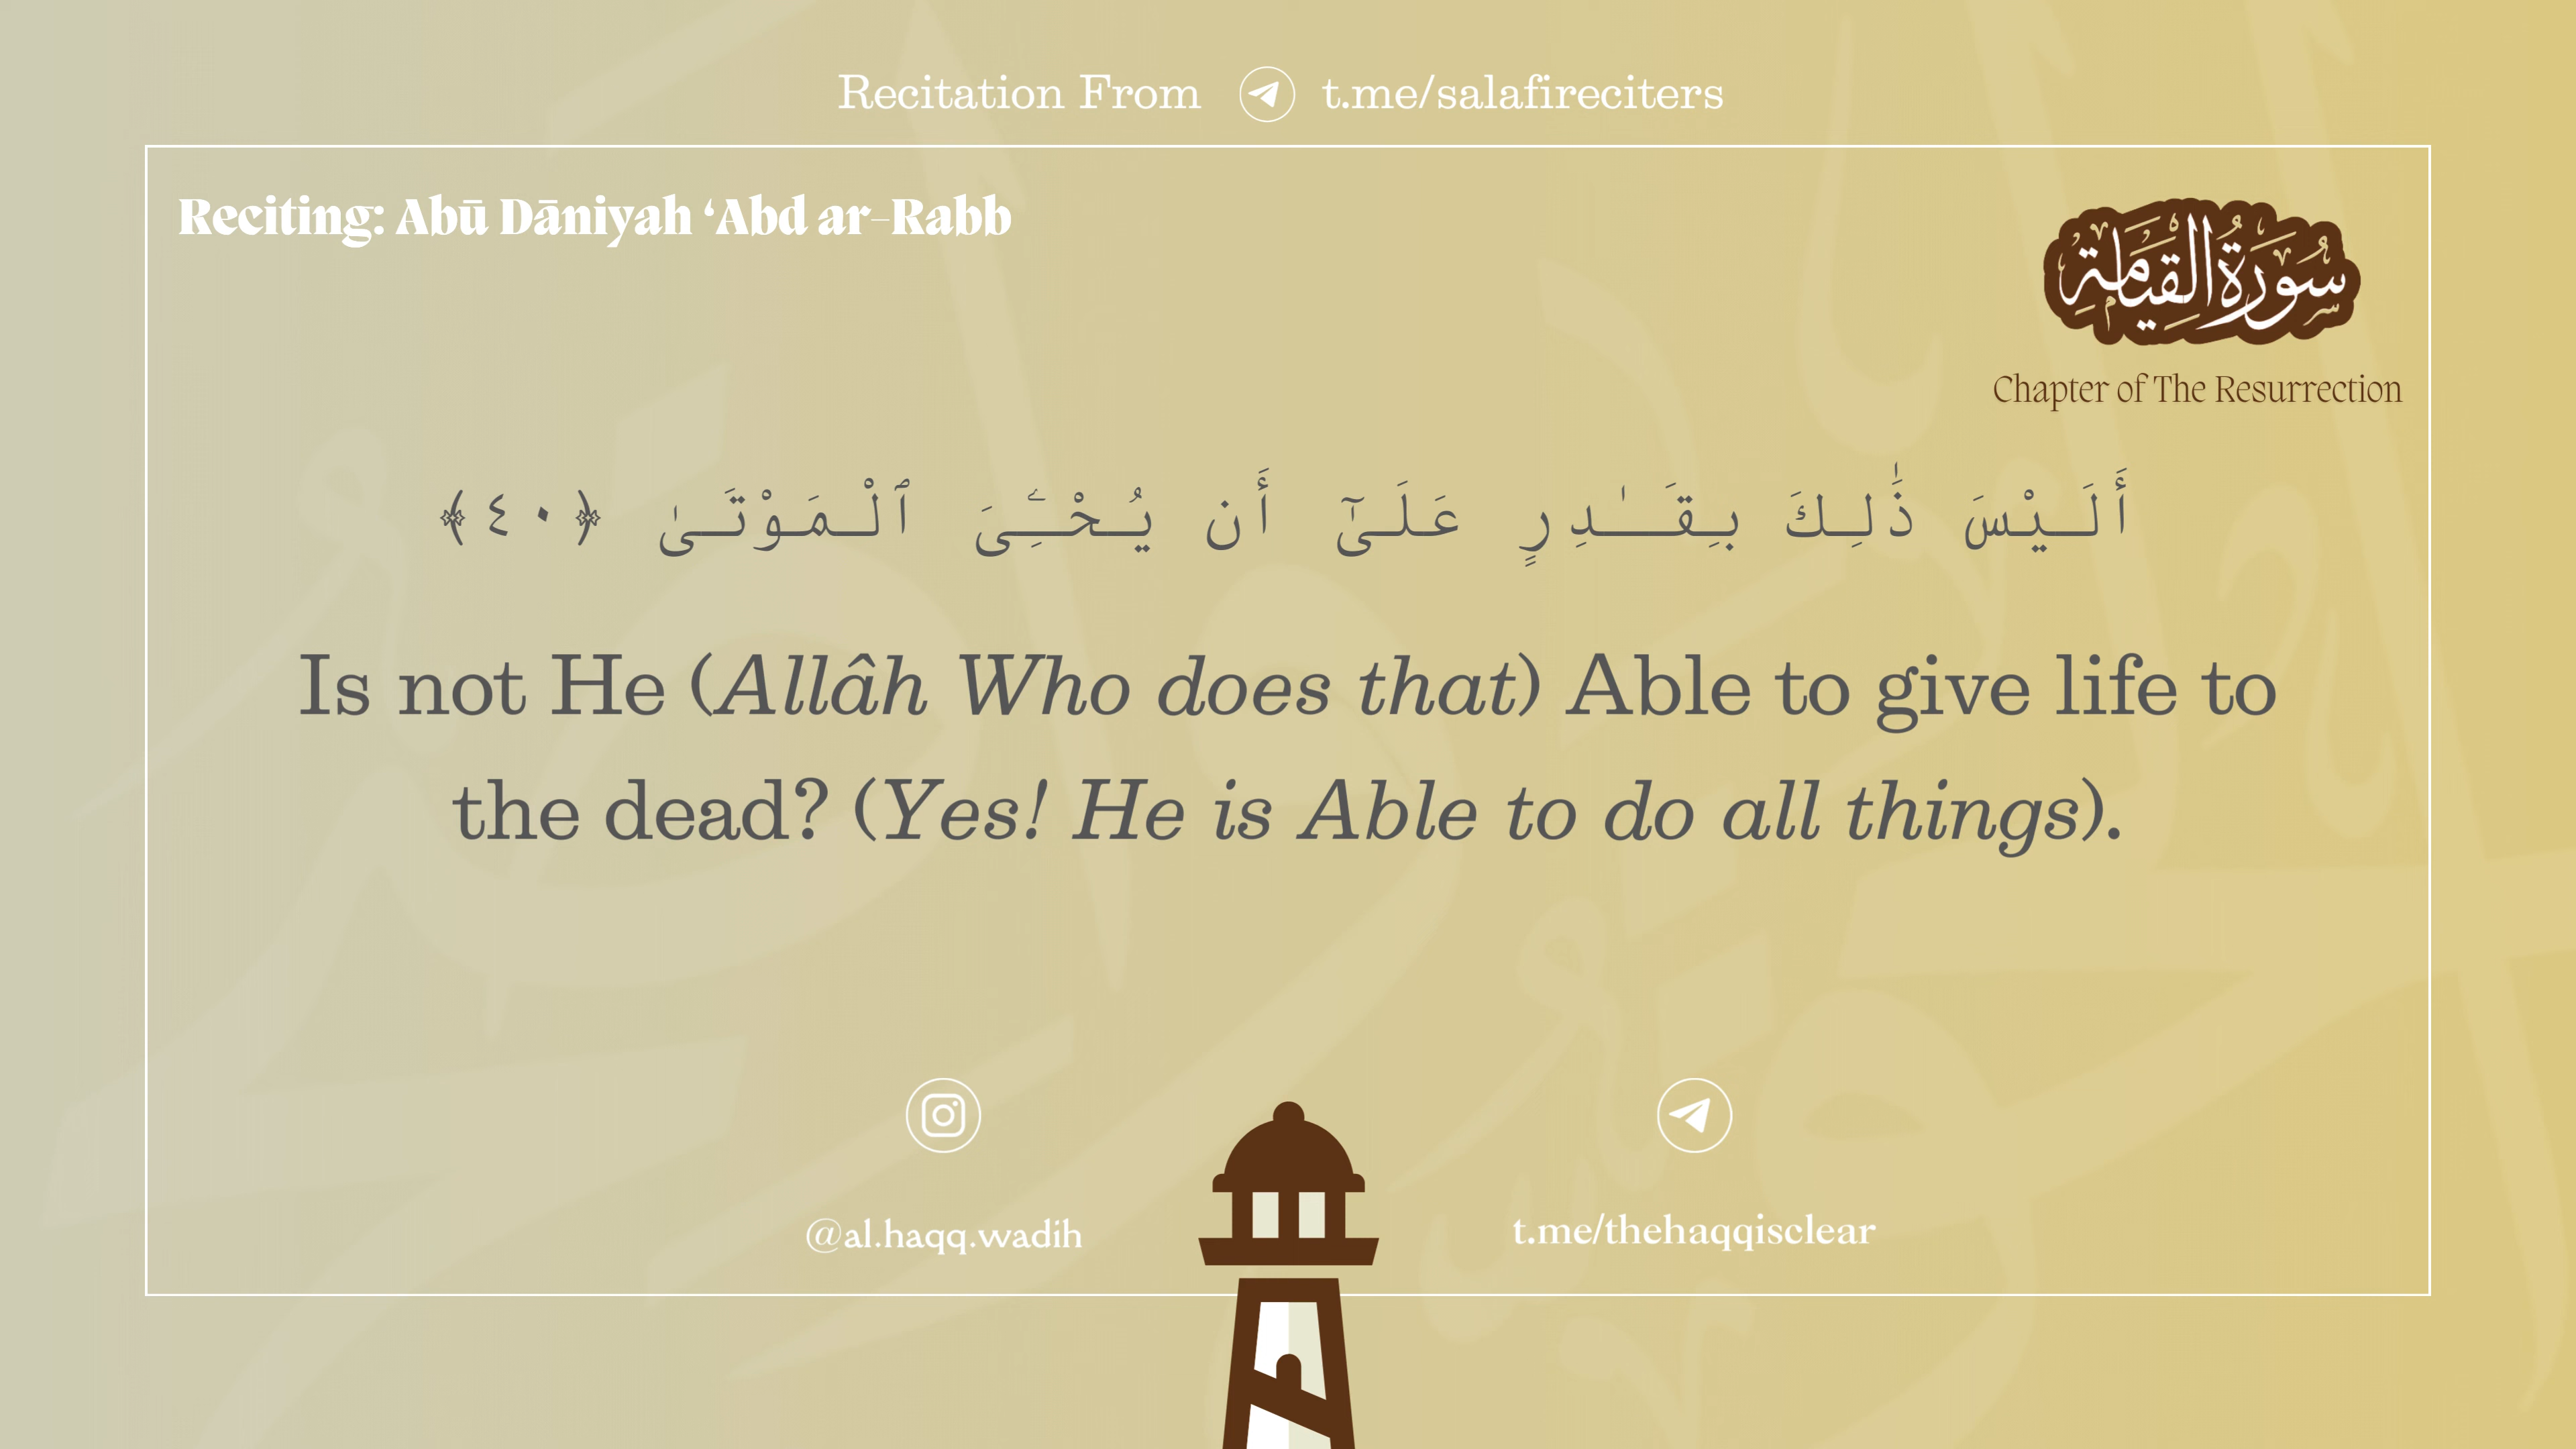 Recitation From t.me/salafireciters
Reciting: Abū Dāniyah ‘Abd ar-Rabb
سُورَةُ القِيَامَةِ
Chapter of The Resurrection
أَلَيْسَ ذَٰلِكَ بِقَـٰدِرٍ عَلَىٰٓ أَن يُحْـِۧىَ ٱلْمَوْتَىٰ ﴿٤٠﴾
Is not He (Allâh Who does that) Able to give life to
the dead? (Yes! He is Able to do all things).
@al.haqq.wadih
t.me/thehaqqisclear